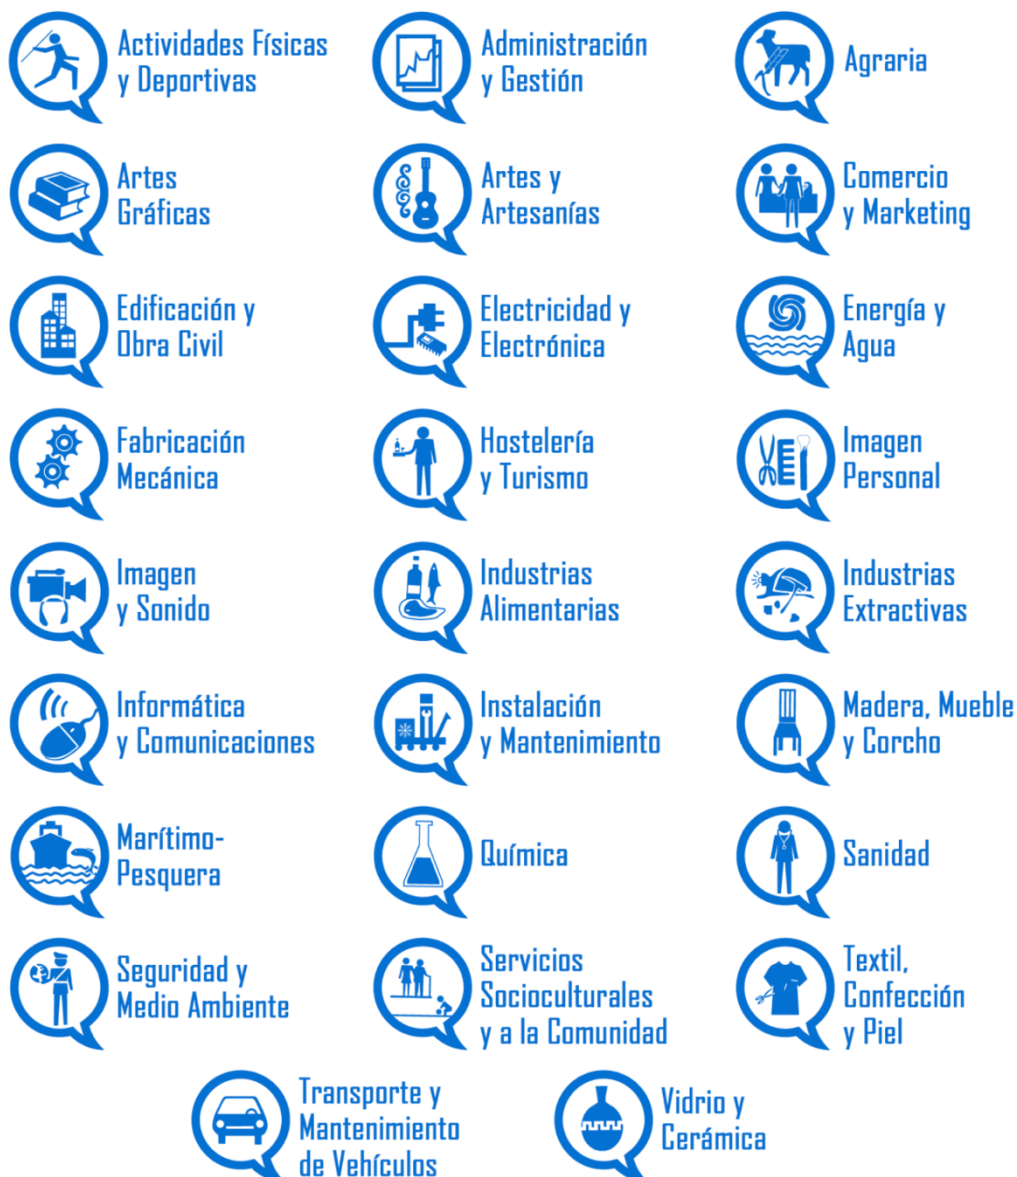 Actividades Físicas
y Deportivas
Administración
y Gestión
Agraria
Artes
Gráficas
Artes y
Artesanías
Comercio
y Marketing
Edificación y
Obra Civil
Electricidad y
Electrónica
Energía y
Agua
Fabricación
Mecánica
Hostelería
y Turismo
Imagen
Personal
Imagen
y Sonido
Industrias
Alimentarias
Industrias
Extractivas
Informática
y Comunicaciones
Instalación
y Mantenimiento
Madera, Mueble
y Corcho
Marítimo-
Pesquera
Química
Sanidad
Seguridad y
Medio Ambiente
Servicios
Socioculturales
y a la Comunidad
Textil,
Confección
y Piel
Transporte y
Mantenimiento
de Vehículos
Vidrio y
Cerámica